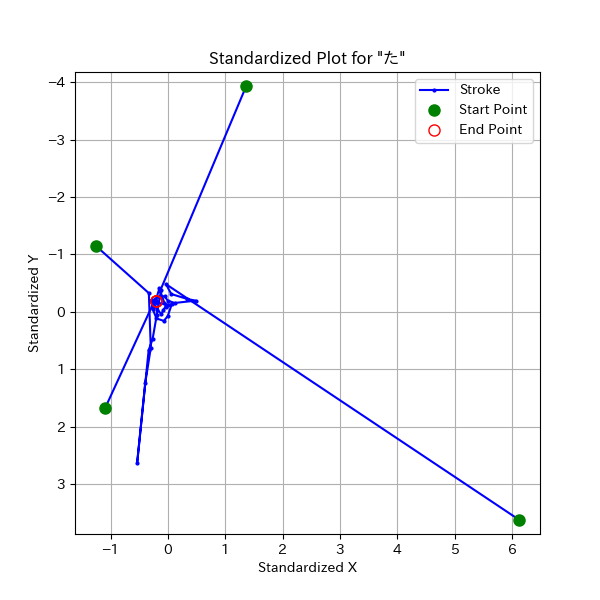 Standardized Plot for "た"
Stroke
Start Point
End Point
−4
−3
−2
−1
0
1
2
3
Standardized Y
−1 0 1 2 3 4 5 6
Standardized X